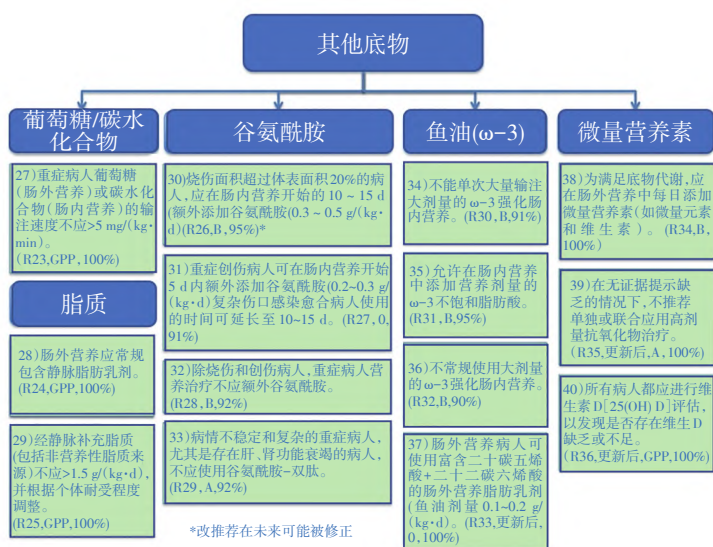 其他底物
葡萄糖/碳水
化合物
27)重症病人葡萄糖
(肠外营养)或碳水化
合物(肠内营养)的输
注速度不应>5 mg/(kg·
min)。
(R23,GPP,100%)
脂质
28)肠外营养应常规
包含静脉脂肪乳剂。
(R24,GPP,100%)
29)经静脉补充脂质
(包括非营养性脂质来
源)不应>1.5 g/(kg·d),
并根据个体耐受程度
调整。
(R25,GPP,100%)
谷氨酰胺
30)烧伤面积超过体表面积20%的病
人,应在肠内营养开始的10 ~ 15 d
(额外添加谷氨酰胺(0.3 ~ 0.5 g/(kg·
d)(R26,B,95%)*
31)重症创伤病人可在肠内营养开始
5 d内额外添加谷氨酰胺(0.2~0.3 g/
(kg·d)复杂伤口感染愈合病人使用
的时间可延长至10~15 d。(R27,0,
91%)
32)除烧伤和创伤病人,重症病人营
养治疗不应额外谷氨酰胺。
(R28,B,92%)
33)病情不稳定和复杂的重症病人,
尤其是存在肝、肾功能衰竭的病人,
不应使用谷氨酰胺-双肽。
(R29,A,92%)
*改推荐在未来可能被修正
鱼油(ω-3)
34)不能单次大量输注
大剂量的ω-3强化肠
内营养。(R30,B,91%)
35)允许在肠内营养
中添加营养剂量的
ω-3不饱和脂肪酸。
(R31,B,95%)
36)不常规使用大剂量
的ω-3强化肠内营养。
(R32,B,90%)
37)肠外营养病人可
使用富含二十碳五烯
酸+二十二碳六烯酸
的肠外营养脂肪乳剂
(鱼油剂量0.1~0.2 g/
(kg·d)。(R33,更新后,
0,100%)
微量营养素
38)为满足底物代谢,应
在肠外营养中每日添加
微量营养素(如微量元素
和维生素)。(R34,B,
100%)
39)在无证据提示
缺乏的情况下,不推荐
单独或联合应用高剂
量抗氧化物治疗。
(R35,更新后,A,100%)
40)所有病人都应进行维
生素 D[25(OH) D]评估,
以发现是否存在维生D
缺乏或不足。
(R36,更新后,GPP,100%)